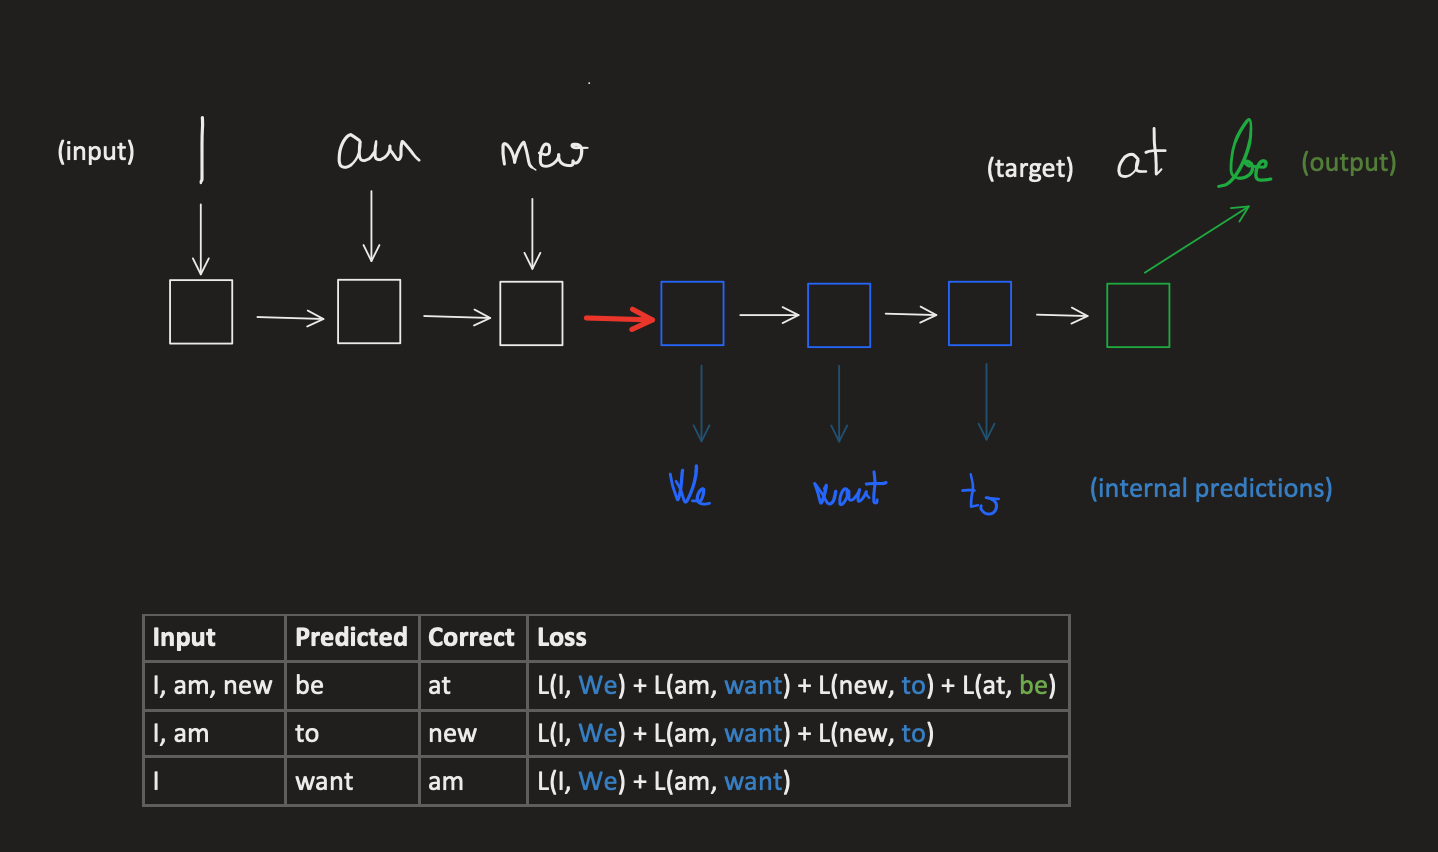 (input) I am new
(target) at be (output)
We want to (internal predictions)
Input Predicted Correct Loss
I, am, new be at L(I, We) + L(am, want) + L(new, to) + L(at, be)
I, am to new L(I, We) + L(am, want) + L(new, to)
I want am L(I, We) + L(am, want)